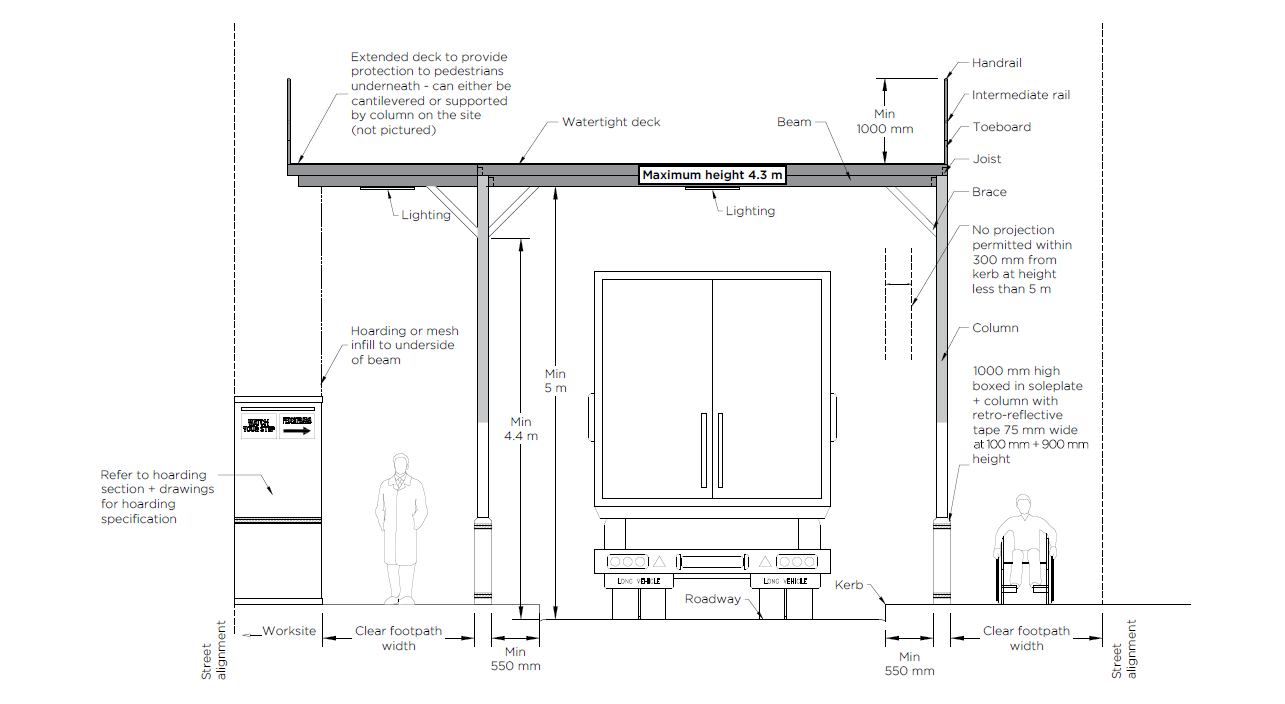 Extended deck to provide
protection to pedestrians
underneath - can either be
cantilevered or supported
by column on the site
(not pictured)
Watertight deck
Beam
Min
1000 mm
Handrail
Intermediate rail
Toeboard
Joist
Brace
Maximum height 4.3 m
Lighting
Lighting
No projection
permitted within
300 mm from
kerb at height
less than 5 m
Hoarding or mesh
infill to underside
of beam
Column
Min
5 m
Min
4.4 m
1000 mm high
boxed in soleplate
+ column with
retro-reflective
tape 75 mm wide
at 100 mm + 900 mm
height
WATCH
YOUR STEP
PEDESTRIANS
Refer to hoarding
section + drawings
for hoarding
specification
LONG VEHICLE
LONG VEHICLE
Kerb
Roadway
Worksite
Clear footpath
width
Min
550 mm
Min
550 mm
Clear footpath
width
Street
alignment
Street
alignment